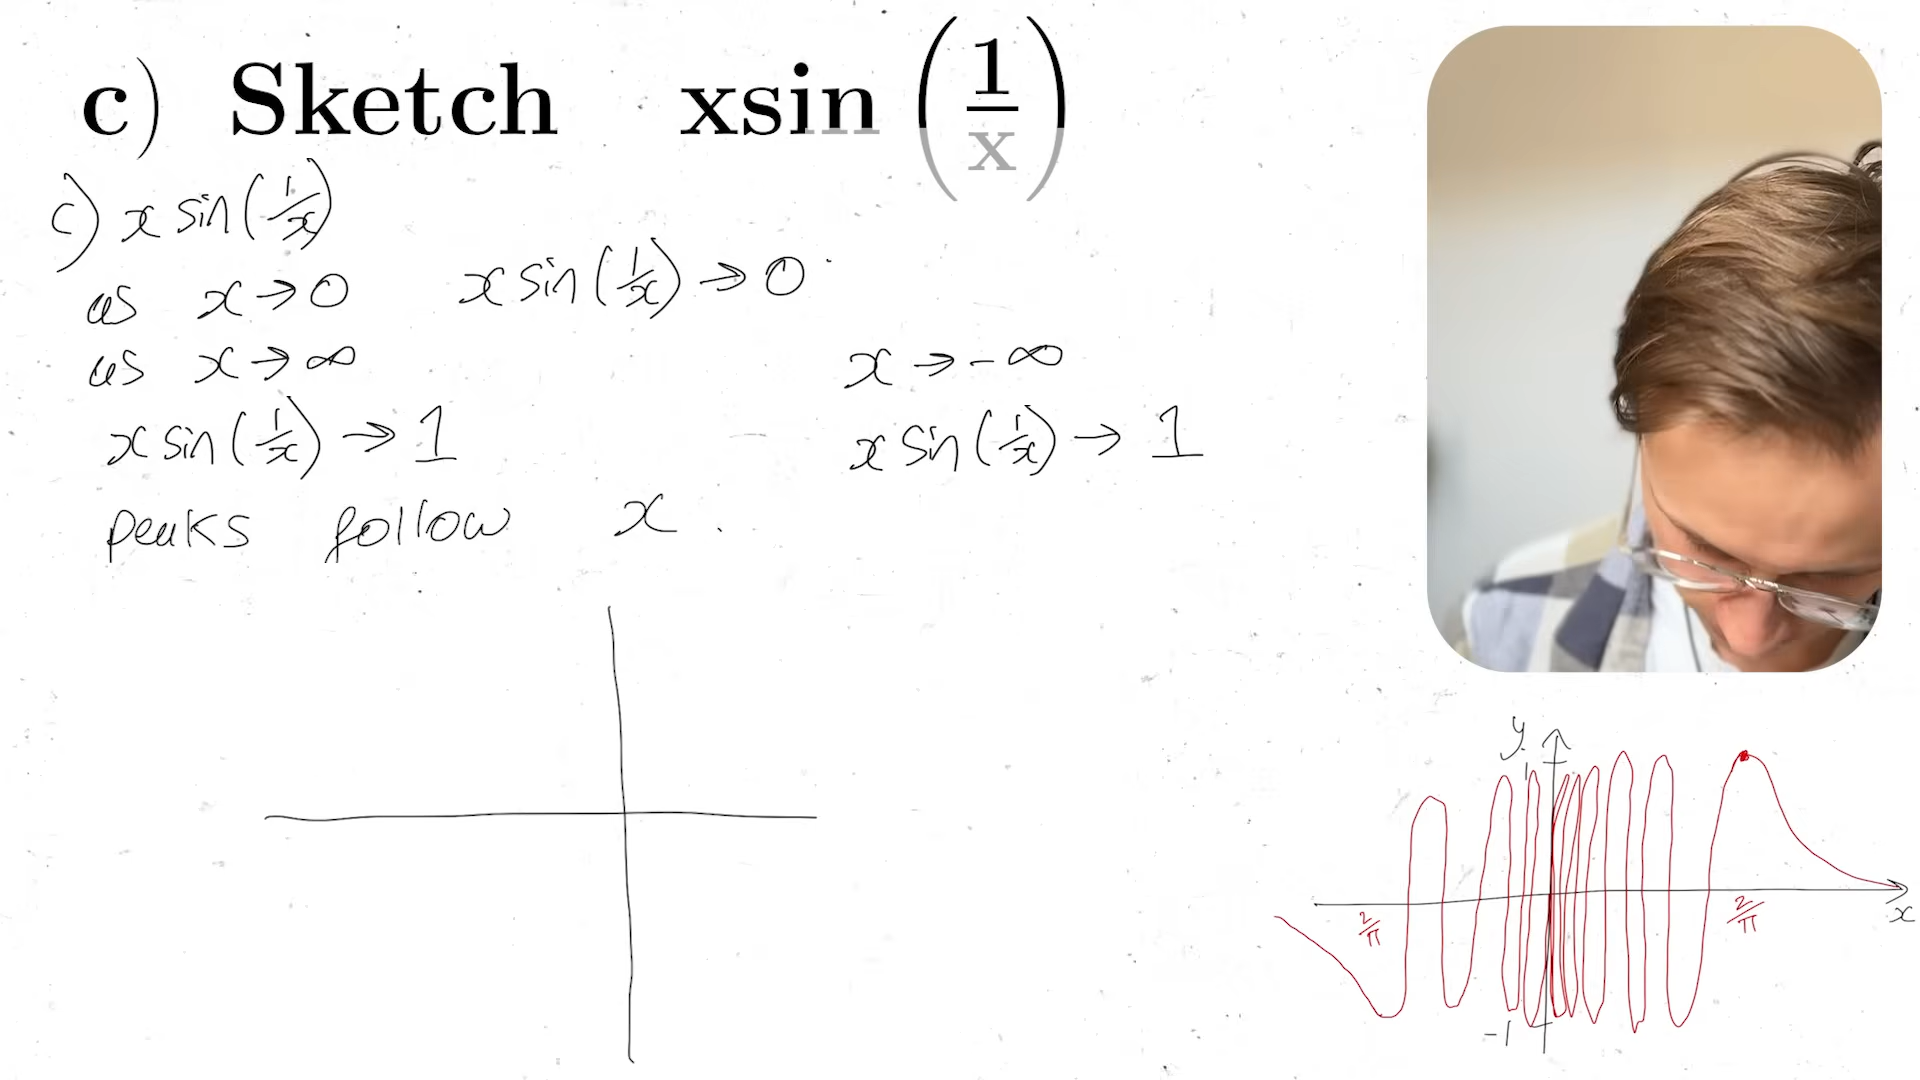 c) Sketch xsin(1/x)
c) x sin(1/x)
as x→0 x sin(1/x)→0
as x→∞ x→-∞
x sin(1/x)→1 x sin(1/x)→1
peaks follow x.
y
1
2/π 2/π x
-1